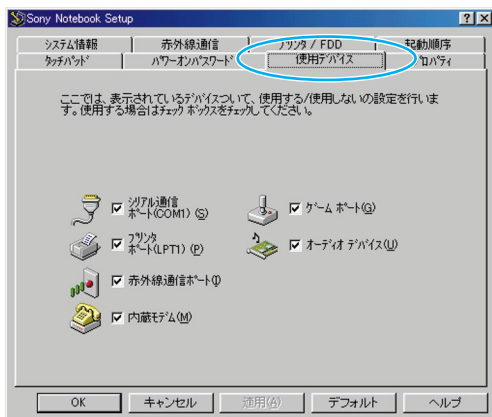 Sony Notebook Setup
システム情報 赤外線通信 プリンタ / FDD 起動順序
タッチパッド パワーオンパスワード 使用デバイス プロパティ
ここでは、表示されているデバイスついて、使用する/使用しないの設定を行いま
す。使用する場合はチェック ボックスをチェックしてください。
シリアル通信
ポート(COM1) (S)
ゲーム ポート(G)
プリンタ
ポート(LPT1) (P)
オーディオ デバイス(U)
赤外線通信ポート(I)
内蔵モデム(M)
OK キャンセル 適用(A) デフォルト ヘルプ